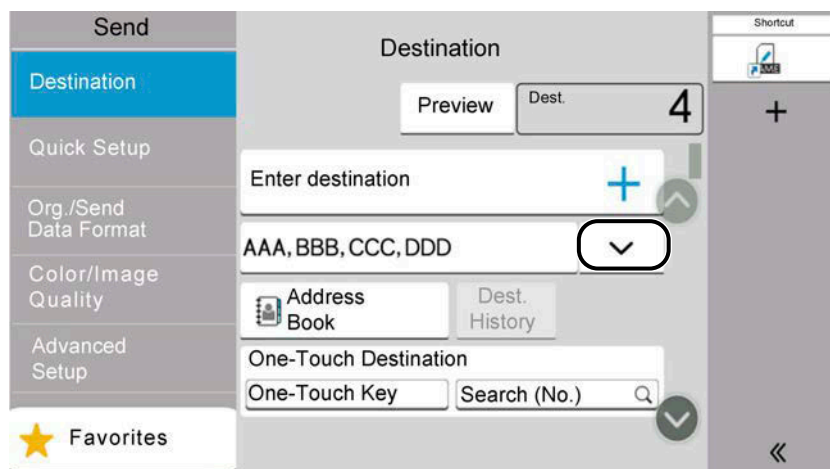 Send
Destination
Quick Setup
Org./Send
Data Format
Color/Image
Quality
Advanced
Setup
Favorites
Destination
Preview
Dest.
4
Enter destination
AAA, BBB, CCC, DDD
Address
Book
Dest.
History
One-Touch Destination
One-Touch Key
Search (No.)
Shortcut